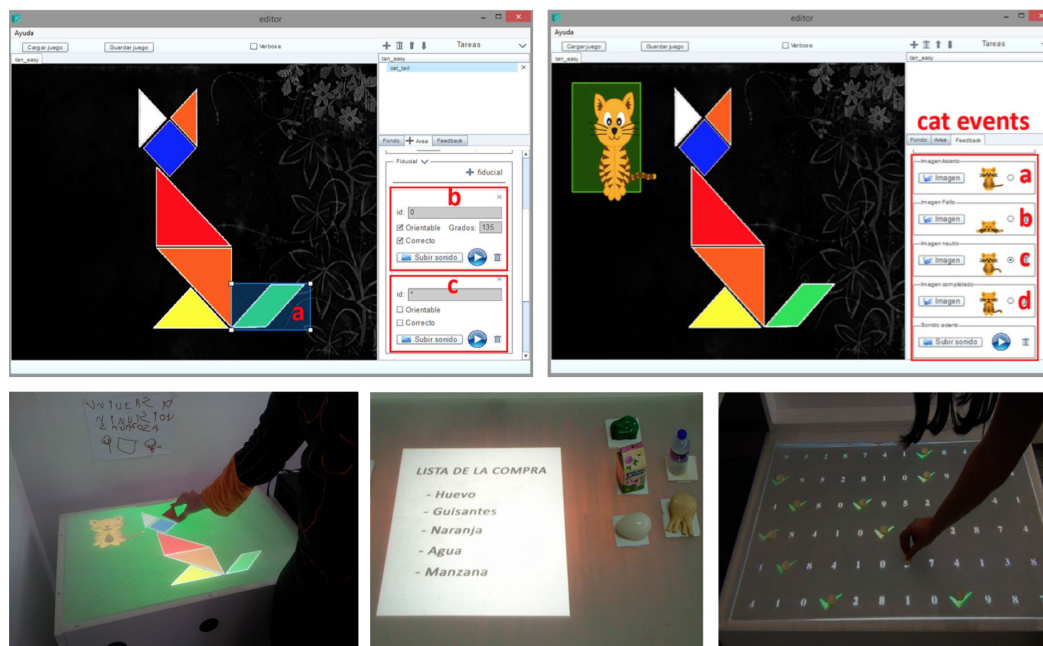 editor
Ayuda
Cargar juego Guardar juego Verbose Tareas
tan_easy tan_easy
cat_tail
Fondo Area Feedback
Fiducial
fiducial
b
id: 0
Orientable Grados: 135
Correcto
Subir sonido
c
id: *
Orientable
Correcto
Subir sonido
a
editor
Ayuda
Cargar juego Guardar juego Verbose Tareas
tan_easy tan_easy
cat events
Fondo Area Feedback
Imagen Acierto
Imagen a
Imagen Fallo
Imagen b
Imagen neutro
Imagen c
Imagen completado
Imagen d
Sonido acierto
Subir sonido
LISTA DE LA COMPRA
- Huevo
- Guisantes
- Naranja
- Agua
- Manzana